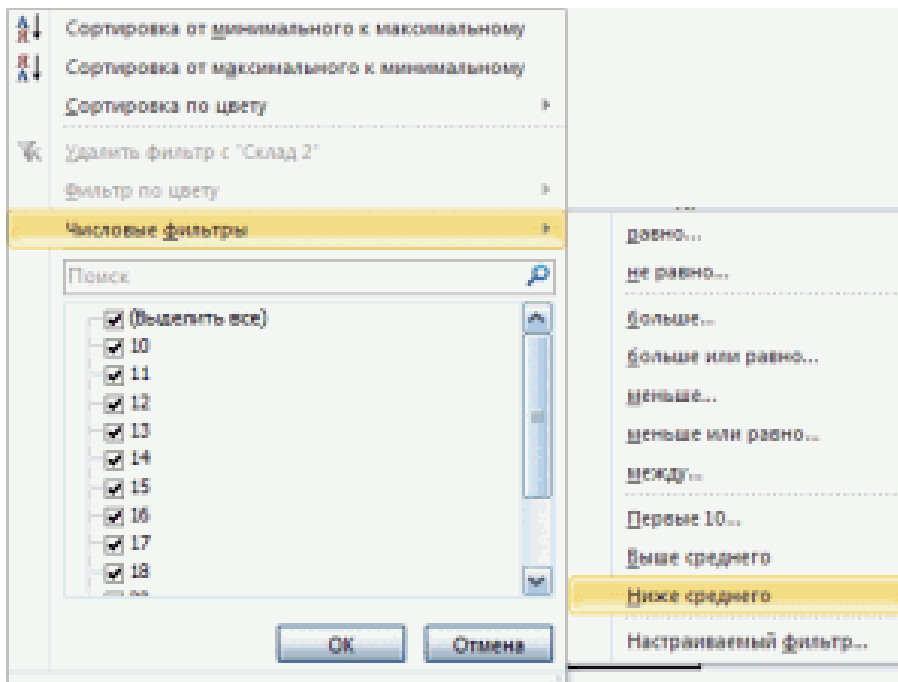 Сортировка от минимального к максимальному
Сортировка от максимального к минимальному
Сортировка по цвету
Удалить фильтр с "Склад 2"
Фильтр по цвету
Числовые фильтры
Поиск
(Выделить все)
10
11
12
13
14
15
16
17
18
ОК
Отмена
равно...
не равно...
больше...
больше или равно...
меньше...
меньше или равно...
между...
Первые 10...
Выше среднего
Ниже среднего
Настраиваемый фильтр...